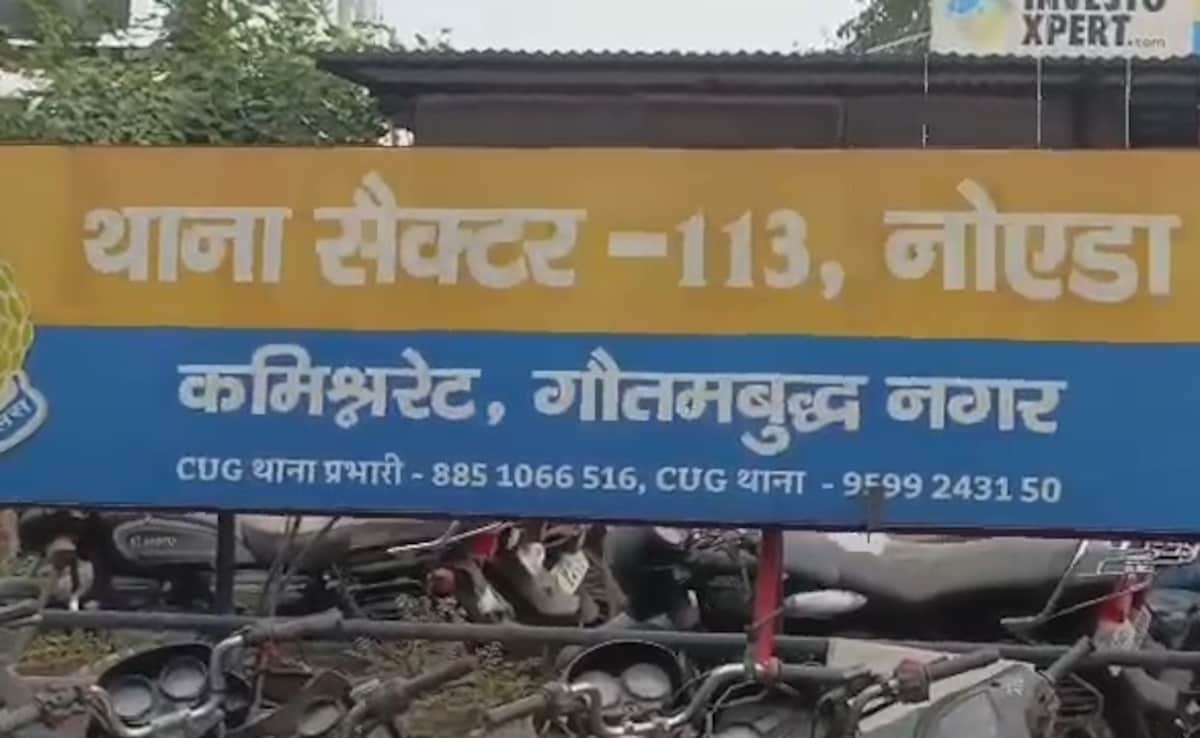 INVESTO
XPERT.com
थाना सैक्टर -113, नोएडा
कमिश्नरेट, गौतमबुद्ध नगर
CUG थाना प्रभारी - 885 1066 516, CUG थाना - 9599 2431 50